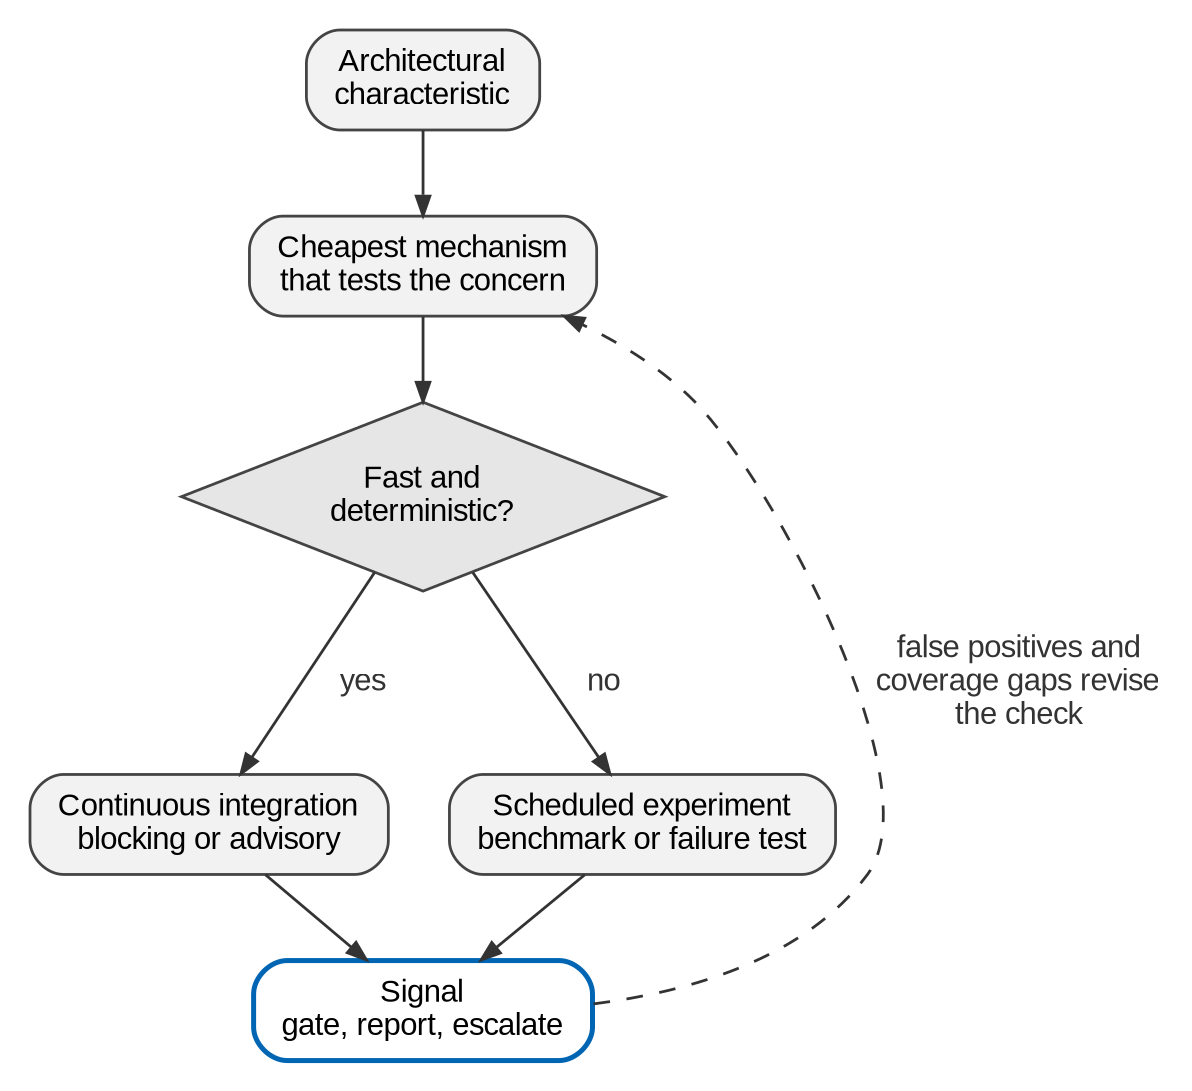 Architectural
characteristic
Cheapest mechanism
that tests the concern
Fast and
deterministic?
yes
no
false positives and
coverage gaps revise
the check
Continuous integration
blocking or advisory
Scheduled experiment
benchmark or failure test
Signal
gate, report, escalate